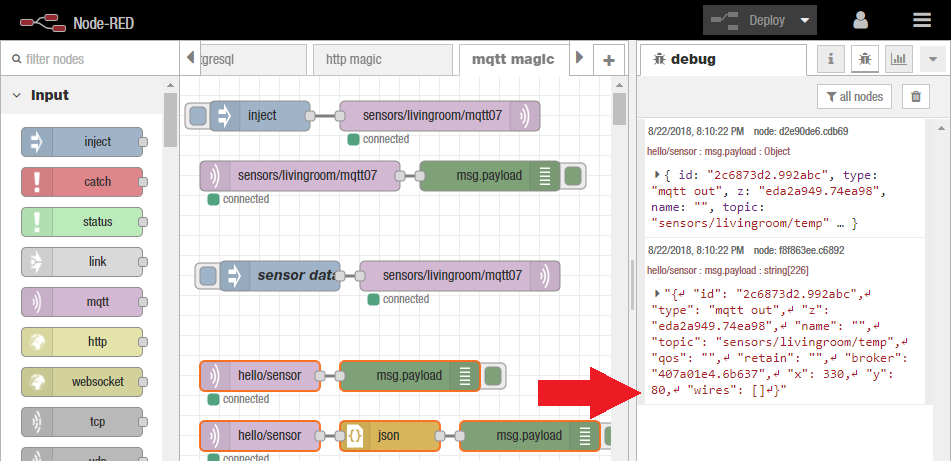 Node-RED
Deploy
filter nodes
tgresql
http magic
mqtt magic
+
debug
i
Input
all nodes
inject
catch
status
link
mqtt
http
websocket
tcp
udp
inject
sensors/livingroom/mqtt07
connected
sensors/livingroom/mqtt07
msg.payload
connected
sensor data
sensors/livingroom/mqtt07
connected
hello/sensor
msg.payload
connected
hello/sensor
json
msg.payload
connected
8/22/2018, 8:10:22 PM node: d2e90de6.cdb69
hello/sensor : msg.payload : Object
{ id: "2c6873d2.992abc", type:
"mqtt out", z: "eda2a949.74ea98",
name: "", topic:
"sensors/livingroom/temp" … }
8/22/2018, 8:10:22 PM node: f8f863ee.c6892
hello/sensor : msg.payload : string[226]
"{↵ "id": "2c6873d2.992abc",↵
"type": "mqtt out",↵ "z":
"eda2a949.74ea98",↵ "name": "",↵
"topic": "sensors/livingroom/temp",↵
"qos": "",↵ "retain": "",↵ "broker":
"407a01e4.6b637",↵ "x": 330,↵ "y":
80,↵ "wires": []↵}"